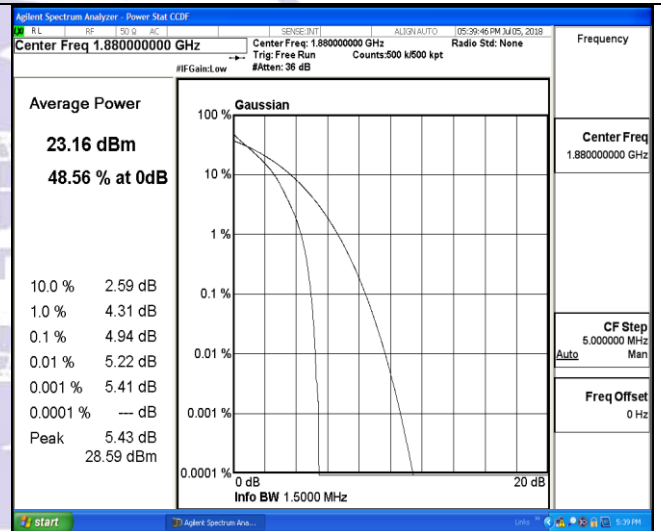 Agilent Spectrum Analyzer - Power Stat CCDF
RL RF 50 Ω AC SENSE:INT ALIGN AUTO 05:39:46 PM Jul 05, 2018
Center Freq 1.880000000 GHz
Center Freq: 1.880000000 GHz Radio Std: None
Trig: Free Run Counts:500 k/500 kpt
#IFGain:Low #Atten: 36 dB
Frequency
Average Power
23.16 dBm
48.56 % at 0dB
10.0 % 2.59 dB
1.0 % 4.31 dB
0.1 % 4.94 dB
0.01 % 5.22 dB
0.001 % 5.41 dB
0.0001 % --- dB
Peak 5.43 dB
28.59 dBm
Gaussian
100 %
10 %
1 %
0.1 %
0.01 %
0.001 %
0.0001 %
0 dB 20 dB
Info BW 1.5000 MHz
Center Freq
1.880000000 GHz
CF Step
5.000000 MHz
Auto Man
Freq Offset
0 Hz
start Agilent Spectrum Ana... Links » 5:39 PM